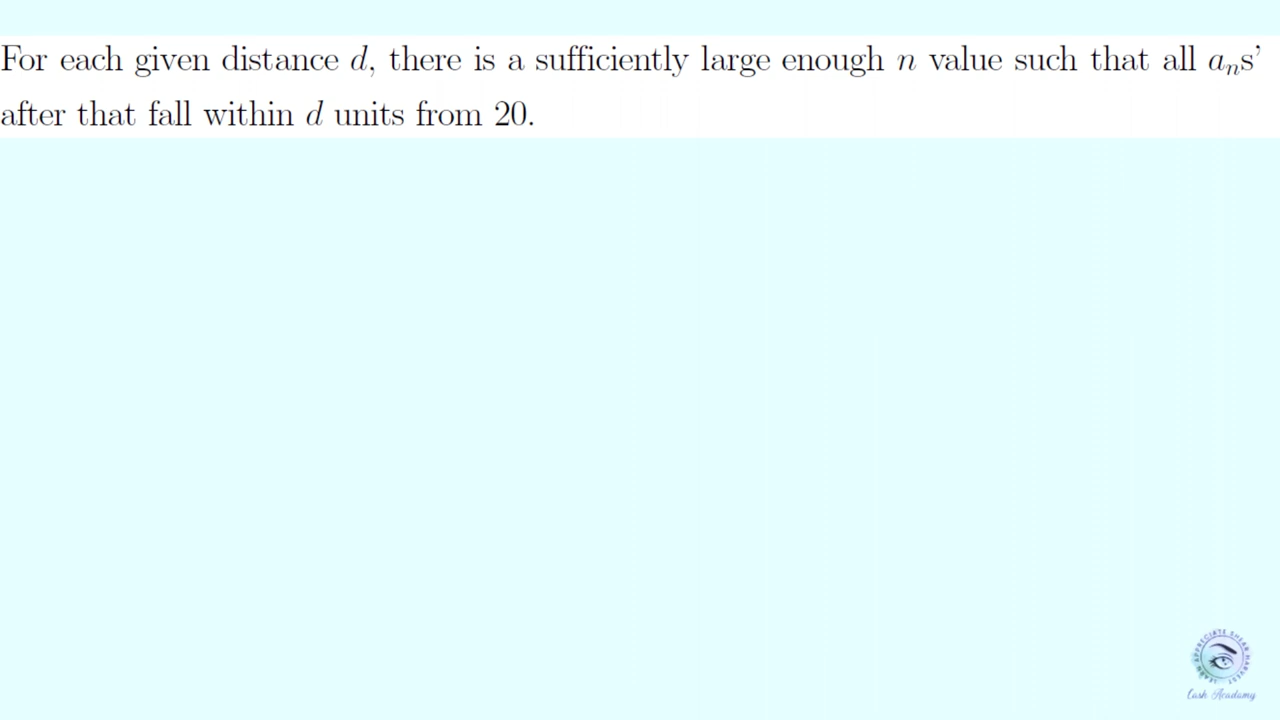 For each given distance d, there is a sufficiently large enough n value such that all aₙs’
after that fall within d units from 20.